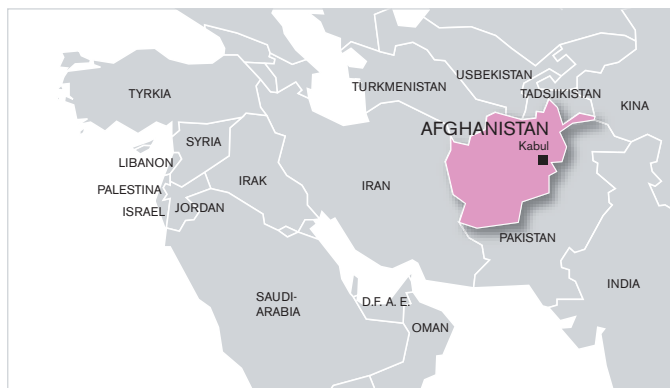 USBEKISTAN
TURKMENISTAN
TADSJIKISTAN
TYRKIA
KINA
AFGHANISTAN
Kabul
SYRIA
LIBANON
IRAK
IRAN
PALESTINA
ISRAEL
JORDAN
PAKISTAN
INDIA
SAUDI-
ARABIA
D.F. A. E.
OMAN